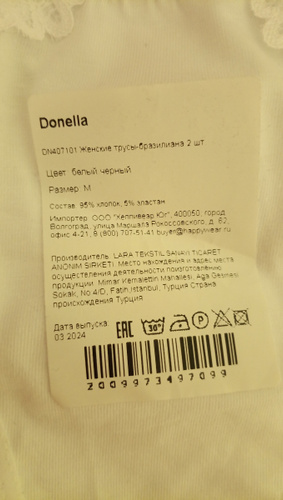 Donella
DN407101 Женские трусы-бразилиана 2 шт
Цвет: белый черный
Размер: M
Состав: 95% хлопок, 5% эластан
Импортер: ООО "Хеппивеар Юг", 400050, город
Волгоград, улица Маршала Рокоссовского, д. 62,
офис 4-21; 8 (800) 707-51-41 buyer@happywear.ru
Производитель: LARA TEKSTIL SANAYI TICARET
ANONIM SIRKETI. Место нахождения и адрес места
осуществления деятельности по изготовлению
продукции: Mimar Kemalettin Mahallesi, Aga Cesmesi
Sokak, No:4/D, Fatih Istanbul, Турция Страна
происхождения Турция
Дата выпуска
03.2024
EAC 30° P
2009973497099